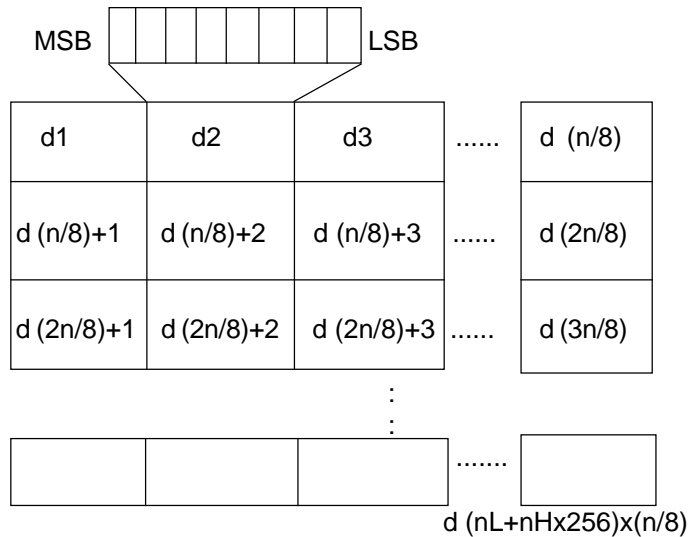 MSB LSB
d1 d2 d3 ...... d (n/8)
d (n/8)+1 d (n/8)+2 d (n/8)+3 ...... d (2n/8)
d (2n/8)+1 d (2n/8)+2 d (2n/8)+3 ...... d (3n/8)
:
:
.......
d (nL+nHx256)x(n/8)